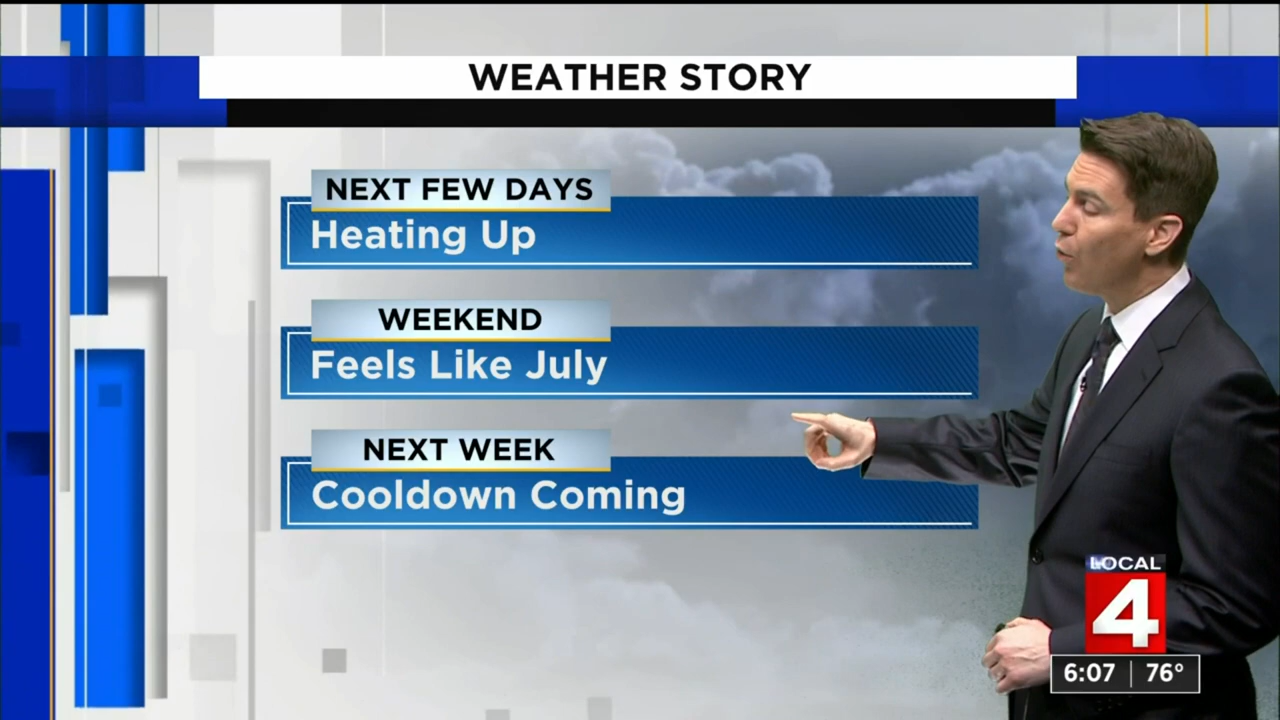 WEATHER STORY
NEXT FEW DAYS
Heating Up
WEEKEND
Feels Like July
NEXT WEEK
Cooldown Coming
LOCAL
4
6:07 | 76°